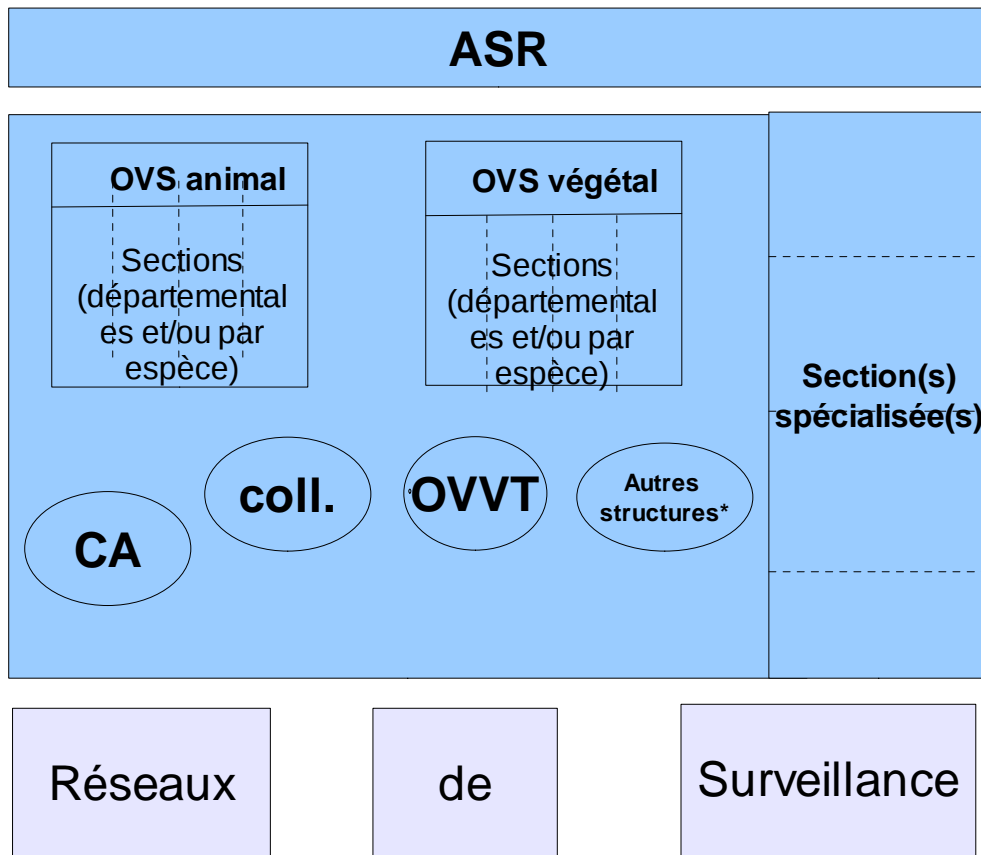 ASR
OVS animal
Sections
(départemental
es et/ou par
espèce)
OVS végétal
Sections
(départemental
es et/ou par
espèce)
Section(s)
spécialisée(s)
CA
coll.
OVVT
Autres
structures*
Réseaux
de
Surveillance